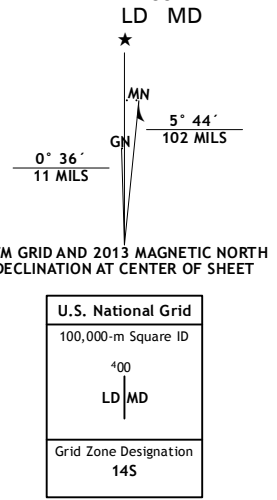 LD MD
★
MN
5° 44´
102 MILS
GN
0° 36´
11 MILS
M GRID AND 2013 MAGNETIC NORTH
DECLINATION AT CENTER OF SHEET
U.S. National Grid
100,000-m Square ID
400
LD MD
Grid Zone Designation
14S